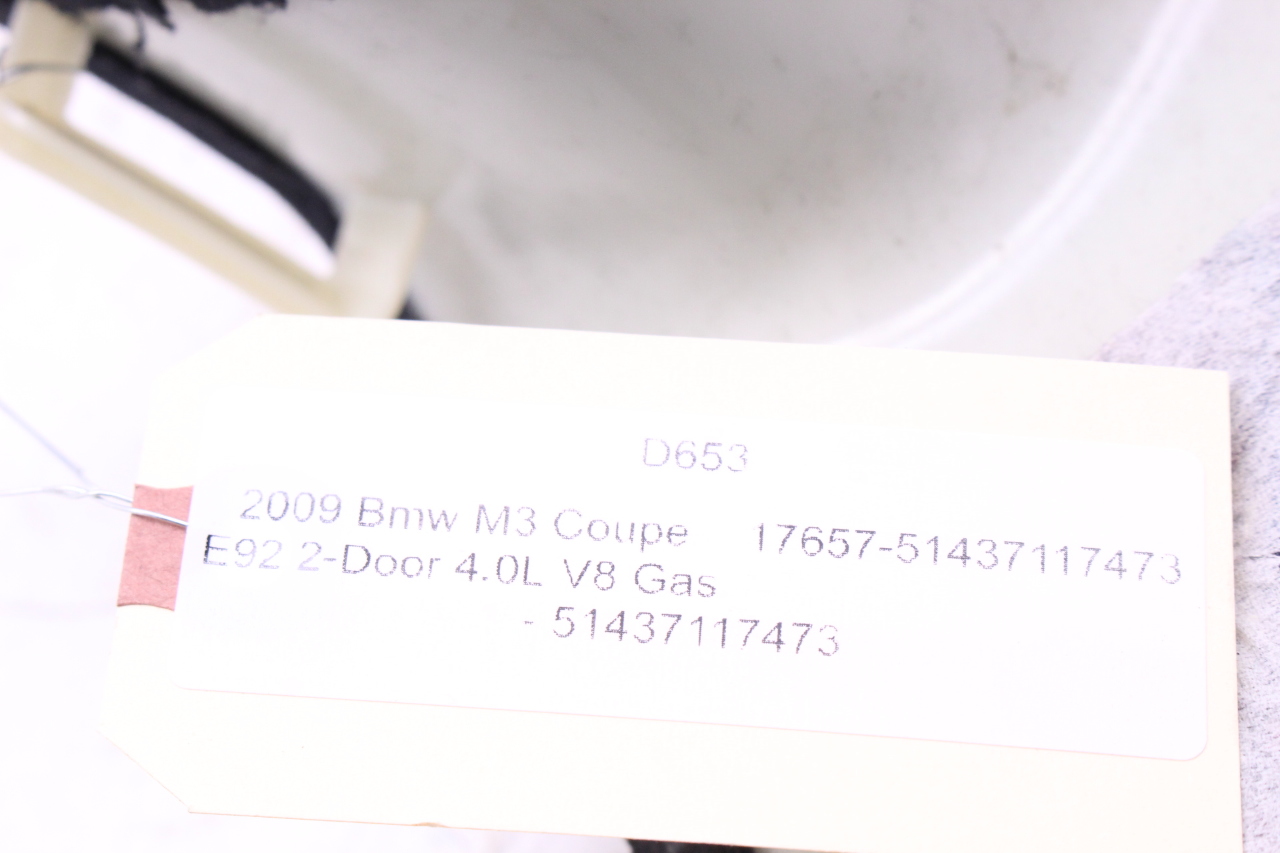 D653
2009 Bmw M3 Coupe 17657-51437117473
E92 2-Door 4.0L V8 Gas
- 51437117473